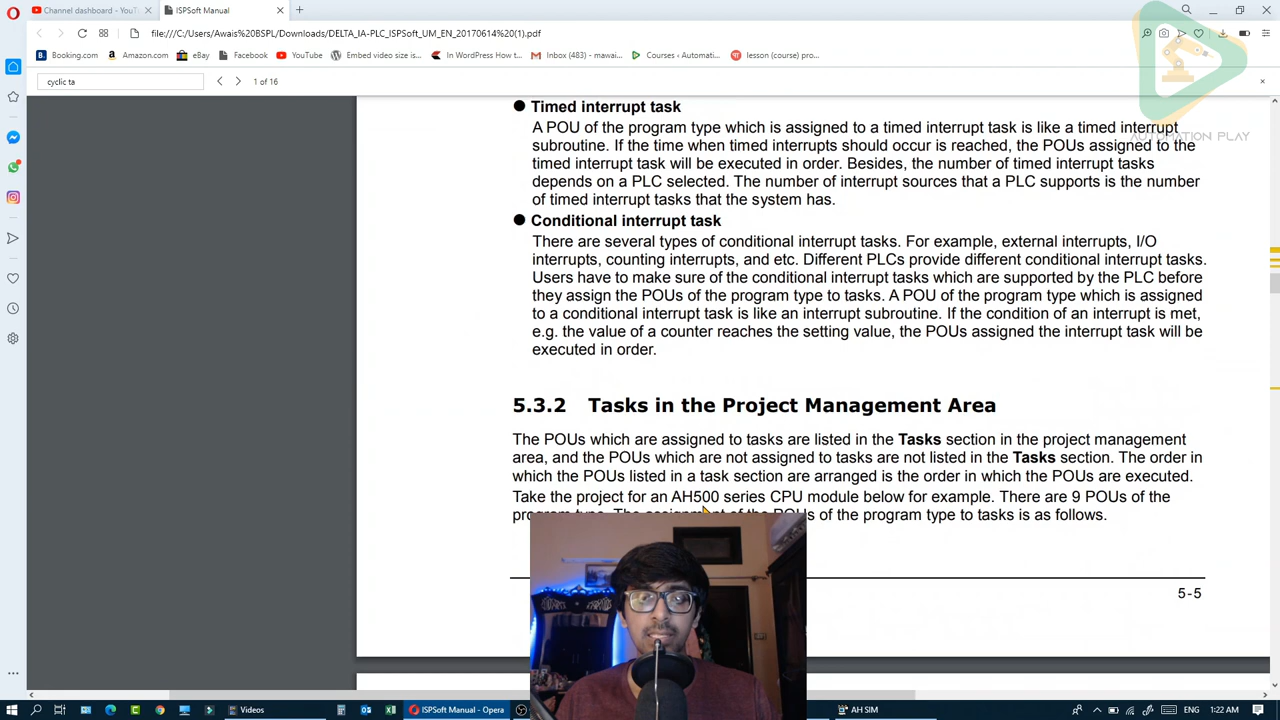 Channel dashboard - YouT
ISPSoft Manual
file:///C:/Users/Awais%20BSPL/Downloads/DELTA_IA-PLC_ISPSoft_UM_EN_20170614%20(1).pdf
Booking.com
Amazon.com
eBay
Facebook
YouTube
Embed video size is...
In WordPress How t...
Inbox (483) - mawai...
Courses ‹ Automati...
lesson (course) pro...
cyclic ta
1 of 16
AUTOMATION PLAY
● Timed interrupt task
A POU of the program type which is assigned to a timed interrupt task is like a timed interrupt
subroutine. If the time when timed interrupts should occur is reached, the POUs assigned to the
timed interrupt task will be executed in order. Besides, the number of timed interrupt tasks
depends on a PLC selected. The number of interrupt sources that a PLC supports is the number
of timed interrupt tasks that the system has.
● Conditional interrupt task
There are several types of conditional interrupt tasks. For example, external interrupts, I/O
interrupts, counting interrupts, and etc. Different PLCs provide different conditional interrupt tasks.
Users have to make sure of the conditional interrupt tasks which are supported by the PLC before
they assign the POUs of the program type to tasks. A POU of the program type which is assigned
to a conditional interrupt task is like an interrupt subroutine. If the condition of an interrupt is met,
e.g. the value of a counter reaches the setting value, the POUs assigned the interrupt task will be
executed in order.
5.3.2 Tasks in the Project Management Area
The POUs which are assigned to tasks are listed in the Tasks section in the project management
area, and the POUs which are not assigned to tasks are not listed in the Tasks section. The order in
which the POUs listed in a task section are arranged is the order in which the POUs are executed.
Take the project for an AH500 series CPU module below for example. There are 9 POUs of the
program type. The assignment of the POUs of the program type to tasks is as follows.
5-5
Videos
ISPSoft Manual - Opera
AH SIM
ENG
1:22 AM